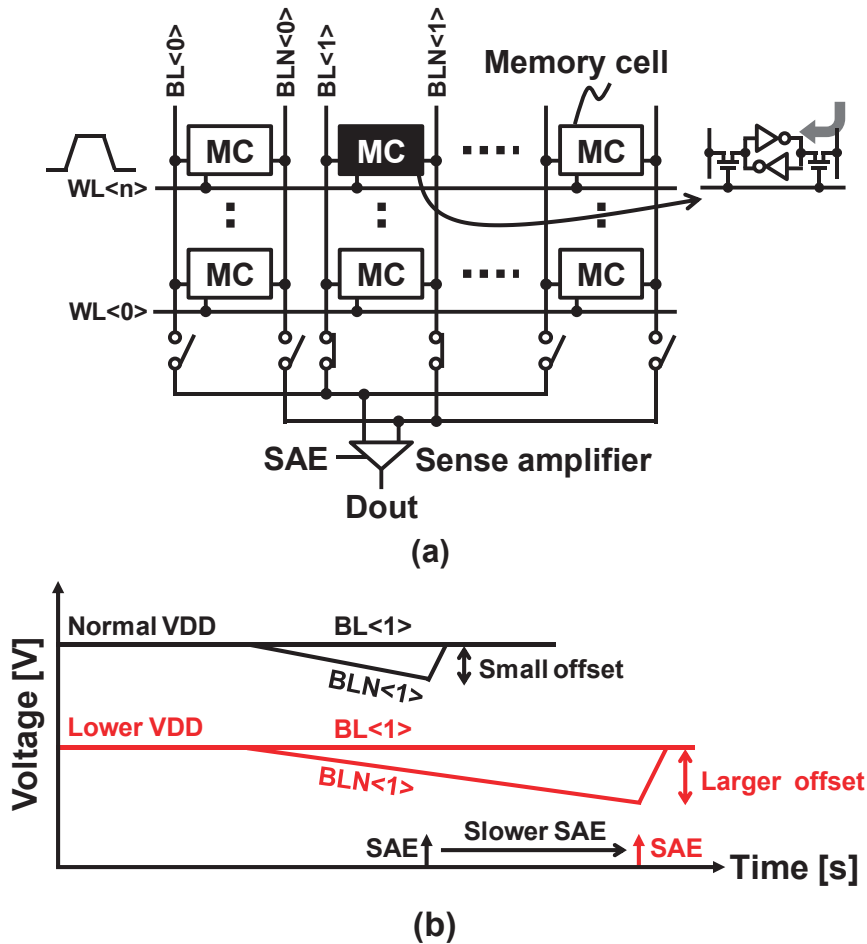 BL<0>
BLN<0>
BL<1>
BLN<1>
Memory cell
MC MC ····· MC
WL<n>
MC MC ····· MC
WL<0>
SAE
Sense amplifier
Dout
(a)
Voltage [V]
Normal VDD
BL<1>
BLN<1>
Small offset
Lower VDD
BL<1>
BLN<1>
Larger offset
SAE
Slower SAE
SAE
Time [s]
(b)